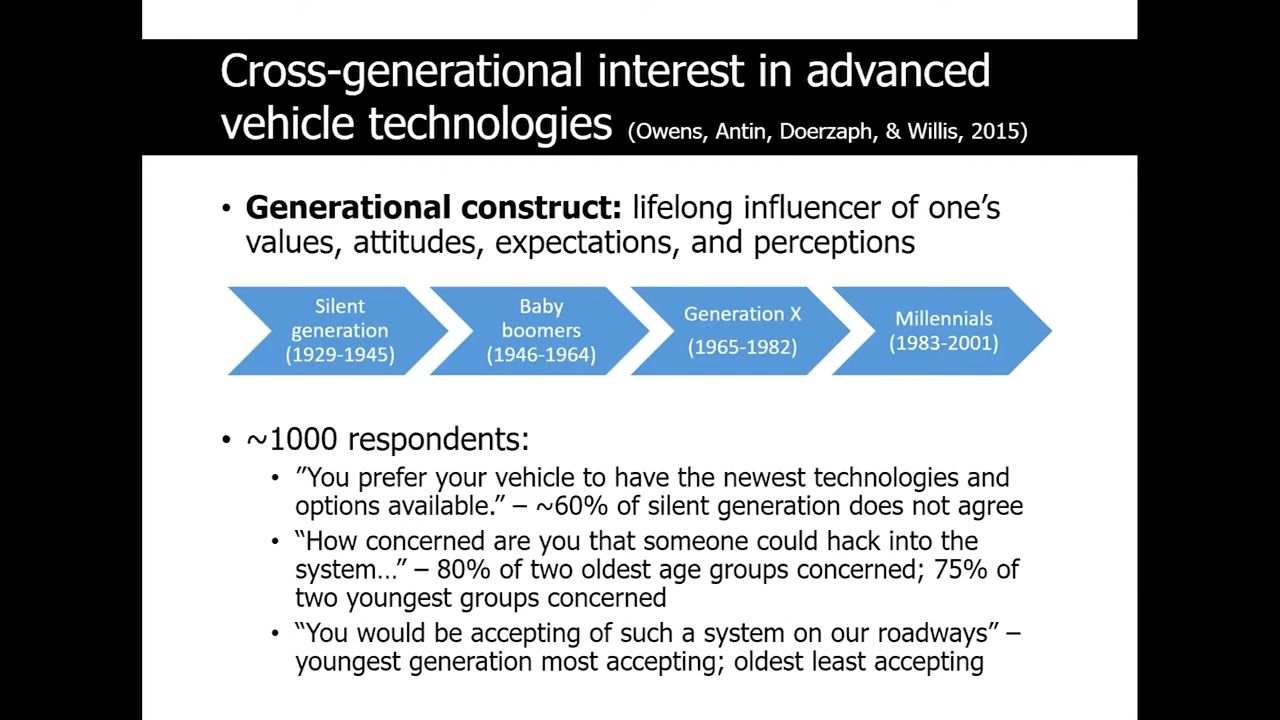 Cross-generational interest in advanced
vehicle technologies (Owens, Antin, Doerzaph, & Willis, 2015)
• Generational construct: lifelong influencer of one’s
values, attitudes, expectations, and perceptions
Silent
generation
(1929-1945)
Baby
boomers
(1946-1964)
Generation X
(1965-1982)
Millennials
(1983-2001)
• ~1000 respondents:
• ”You prefer your vehicle to have the newest technologies and
options available.” – ~60% of silent generation does not agree
• “How concerned are you that someone could hack into the
system…” – 80% of two oldest age groups concerned; 75% of
two youngest groups concerned
• “You would be accepting of such a system on our roadways” –
youngest generation most accepting; oldest least accepting